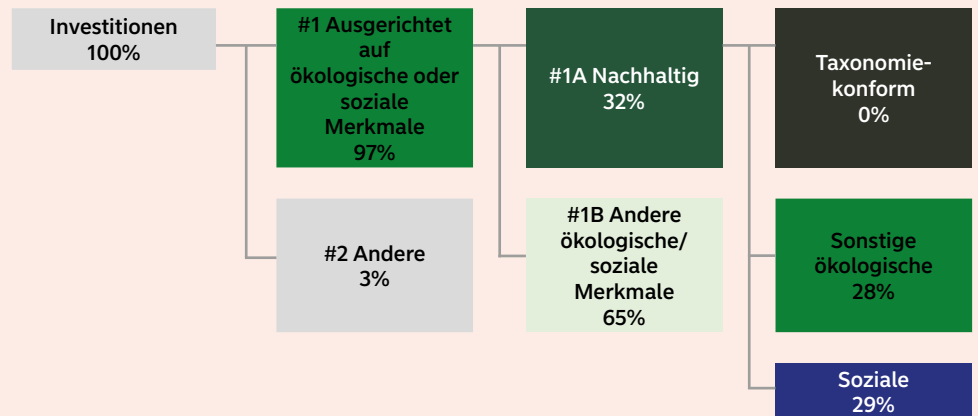 Investitionen
100%
#1 Ausgerichtet
auf
ökologische oder
soziale
Merkmale
97%
#2 Andere
3%
#1A Nachhaltig
32%
#1B Andere
ökologische/
soziale
Merkmale
65%
Taxonomie-
konform
0%
Sonstige
ökologische
28%
Soziale
29%